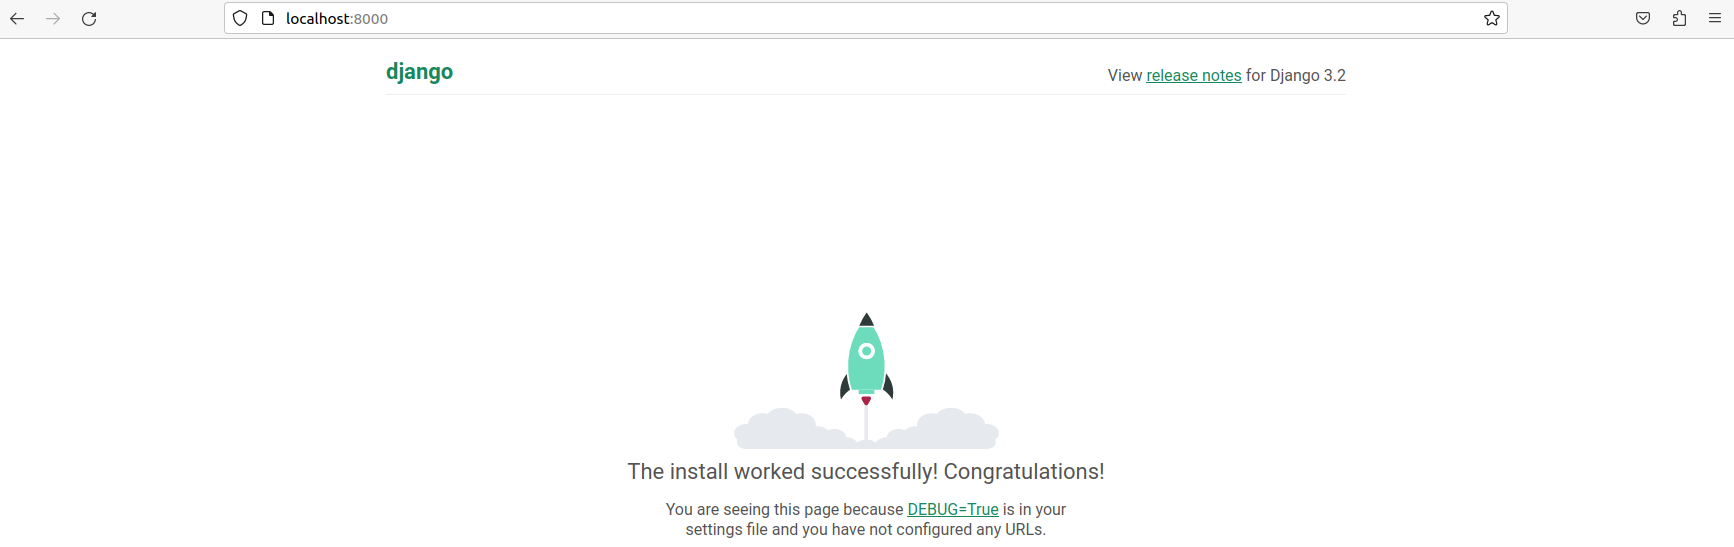 localhost:8000
django
View release notes for Django 3.2
The install worked successfully! Congratulations!
You are seeing this page because DEBUG=True is in your
settings file and you have not configured any URLs.